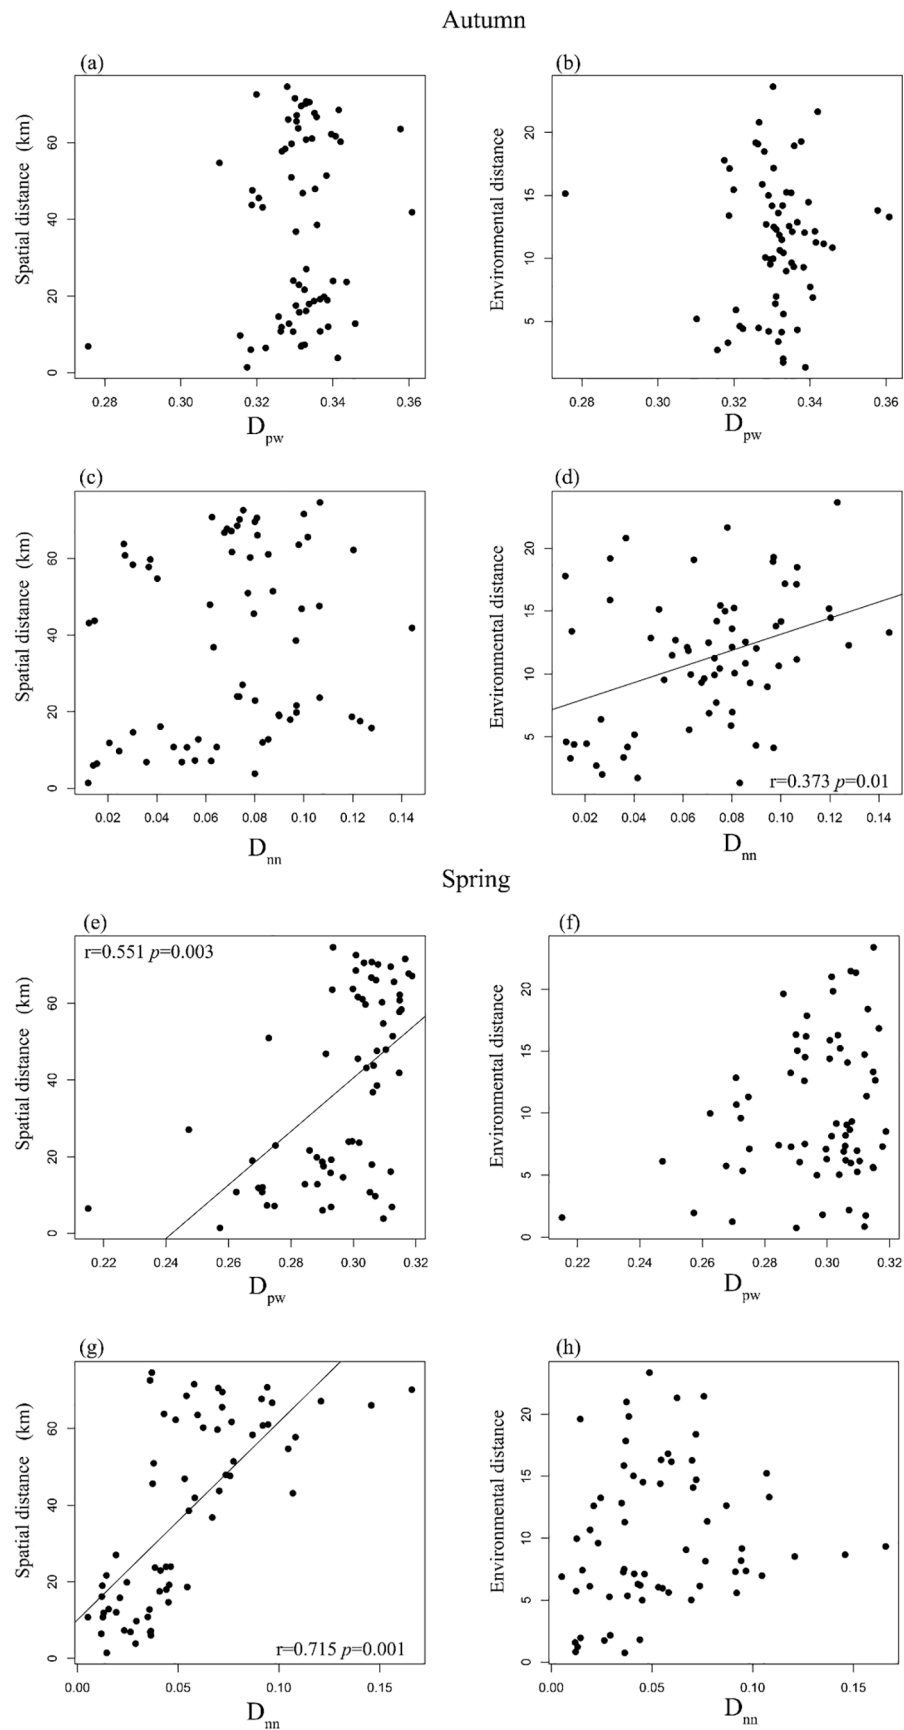 Autumn
(a)
Spatial distance (km)
0 20 40 60
0.28 0.30 0.32 0.34 0.36
D pw
(b)
Environmental distance
5 10 15 20
0.28 0.30 0.32 0.34 0.36
D pw
(c)
Spatial distance (km)
0 20 40 60
0.02 0.04 0.06 0.08 0.10 0.12 0.14
D nn
(d)
Environmental distance
5 10 15 20
r=0.373 p=0.01
0.02 0.04 0.06 0.08 0.10 0.12 0.14
D nn
Spring
(e)
r=0.551 p=0.003
Spatial distance (km)
0 20 40 60
0.22 0.24 0.26 0.28 0.30 0.32
D pw
(f)
Environmental distance
0 5 10 15 20
0.22 0.24 0.26 0.28 0.30 0.32
D pw
(g)
Spatial distance (km)
0 20 40 60
r=0.715 p=0.001
0.00 0.05 0.10 0.15
D nn
(h)
Environmental distance
0 5 10 15 20
0.00 0.05 0.10 0.15
D nn